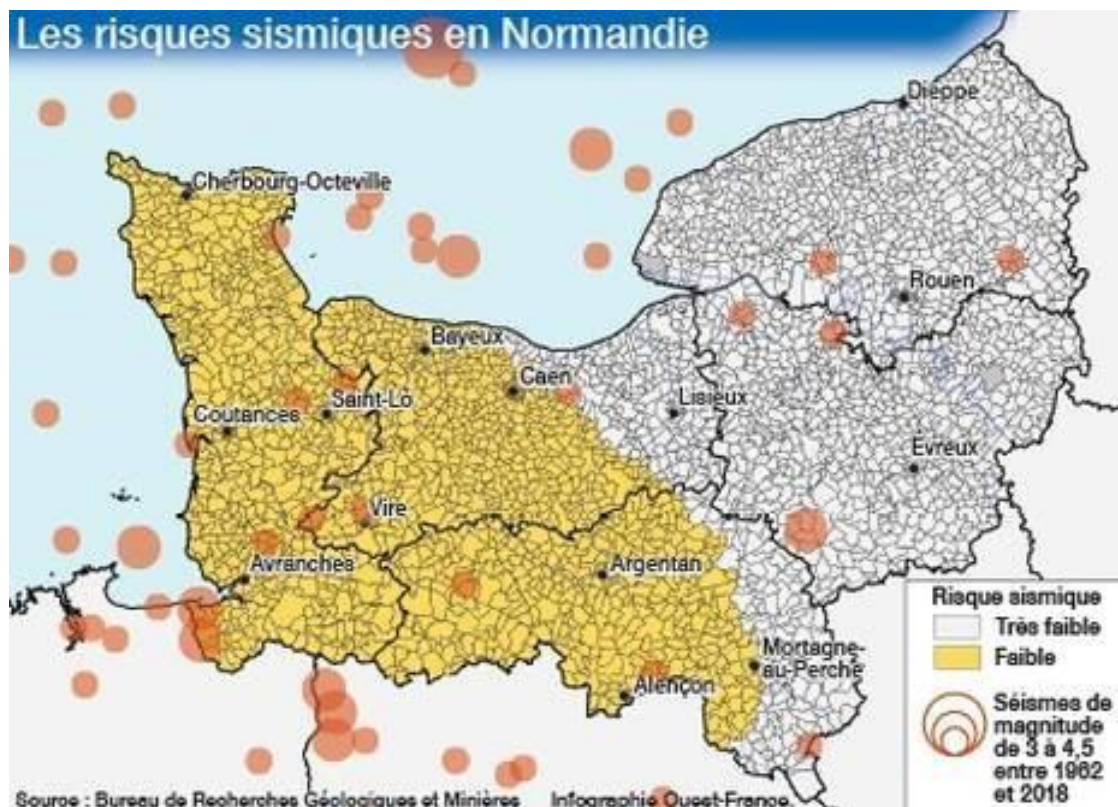 Les risques sismiques en Normandie
Dieppe
Cherbourg-Octeville
Rouen
Bayeux
Caen
Lisieux
Saint-Lô
Coutances
Évreux
Vire
Avranches
Argentan
Mortagne-
au-Perche
Alençon
Risque sismique
Très faible
Faible
Séismes de
magnitude
de 3 à 4,5
entre 1962
et 2018
Source : Bureau de Recherches Géologiques et Minières
Infographie Ouest-France.